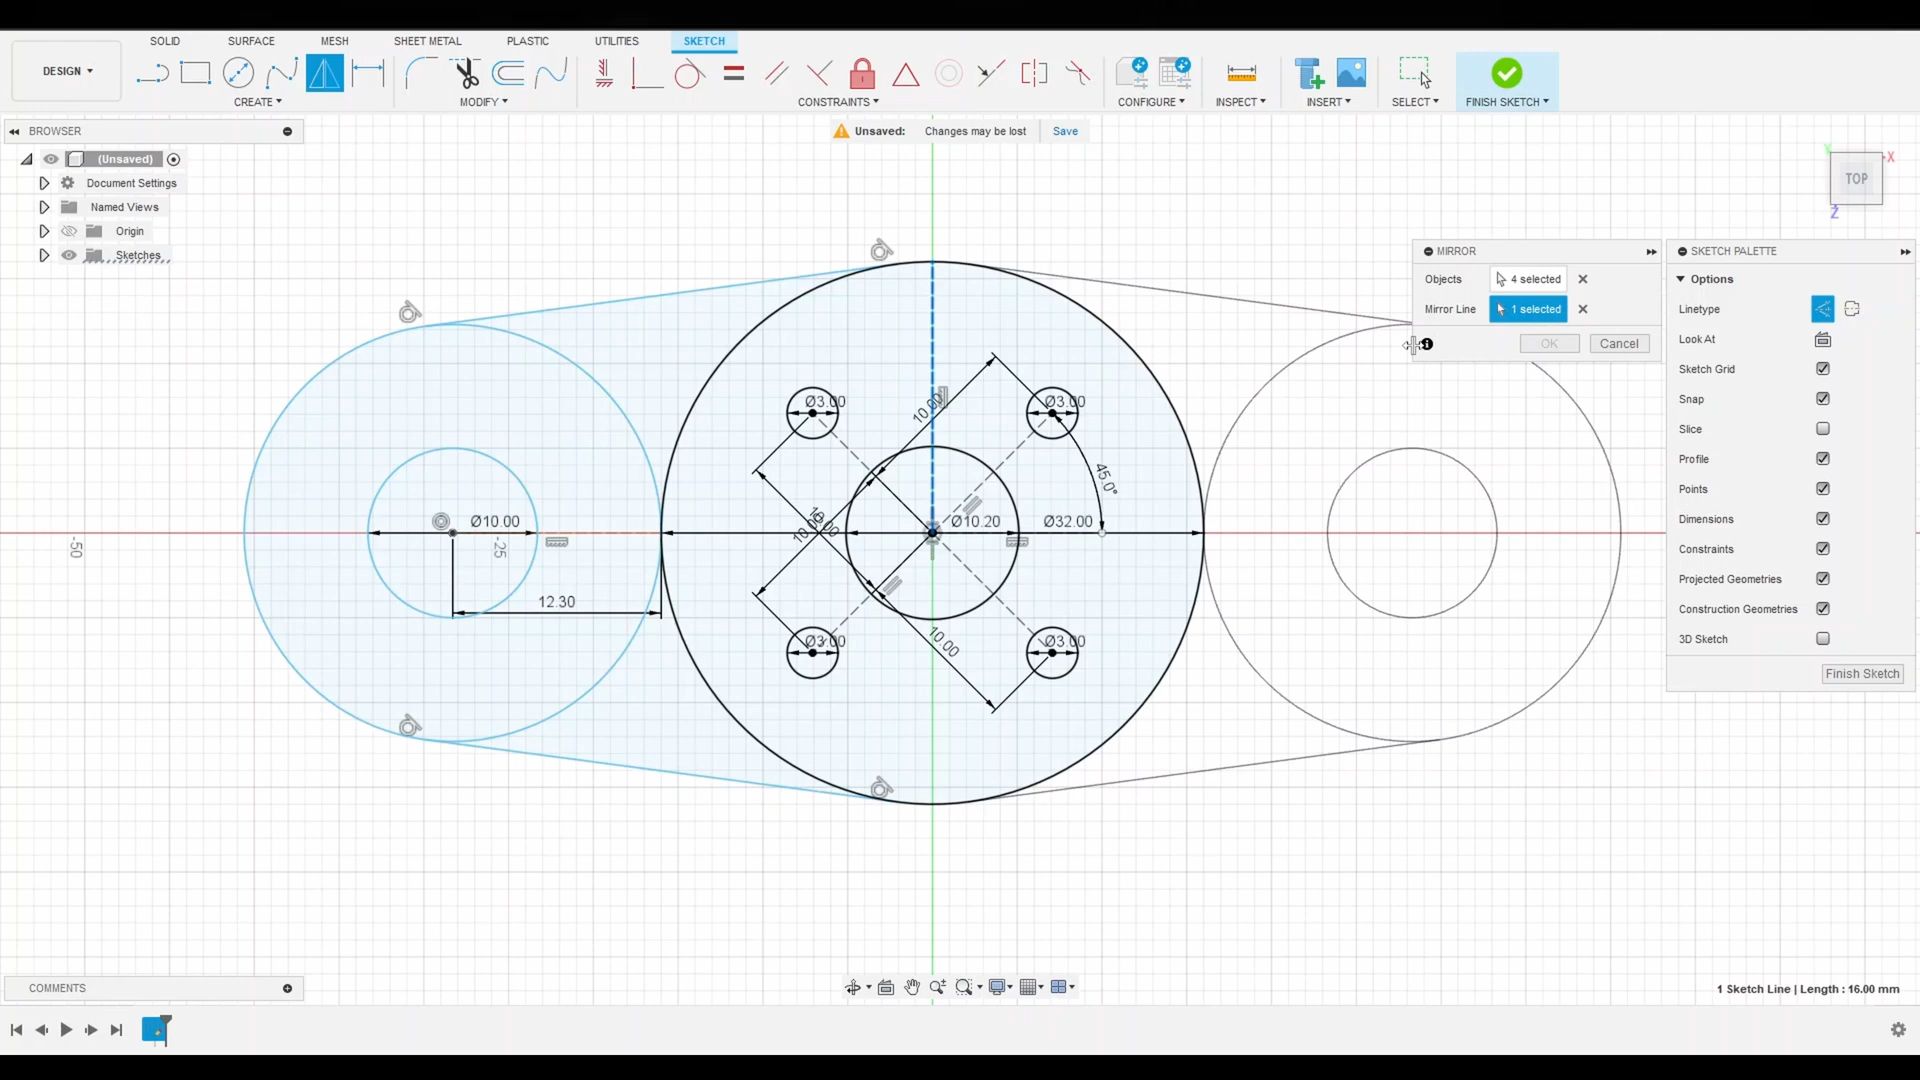 SOLID SURFACE MESH SHEET METAL PLASTIC UTILITIES SKETCH
DESIGN
CREATE MODIFY CONSTRAINTS CONFIGURE INSPECT INSERT SELECT FINISH SKETCH
BROWSER
Unsaved: Changes may be lost Save
(Unsaved)
Document Settings
Named Views
Origin
Sketches
Y
X
TOP
Z
MIRROR
Objects 4 selected
Mirror Line 1 selected
OK Cancel
SKETCH PALETTE
Options
Linetype
Look At
Sketch Grid
Snap
Slice
Profile
Points
Dimensions
Constraints
Projected Geometries
Construction Geometries
3D Sketch
Finish Sketch
Ø3.00
10.00
Ø3.00
45.0°
-50
Ø10.00
-25
10.00
10.00
Ø10.20
Ø32.00
12.30
Ø3.00
10.00
Ø3.00
COMMENTS
1 Sketch Line | Length : 16.00 mm